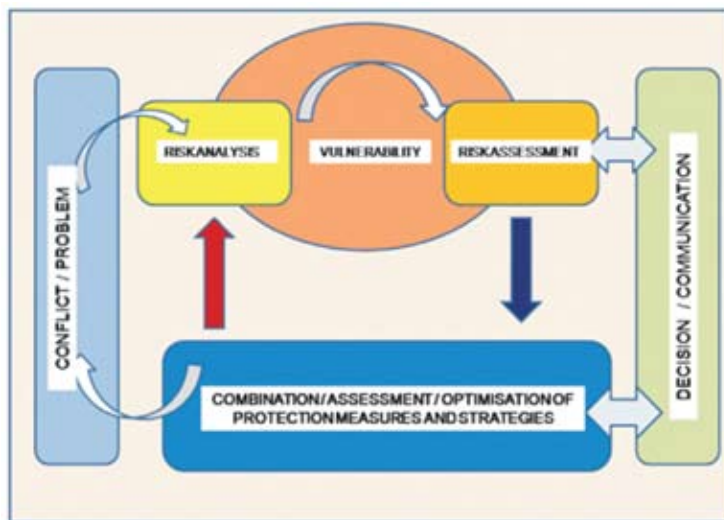 RISKANALYSIS
VULNERABILITY
RISKASSESSMENT
CONFLICT / PROBLEM
DECISION / COMMUNICATION
COMBINATION / ASSESSMENT / OPTIMISATION OF
PROTECTION MEASURES AND STRATEGIES